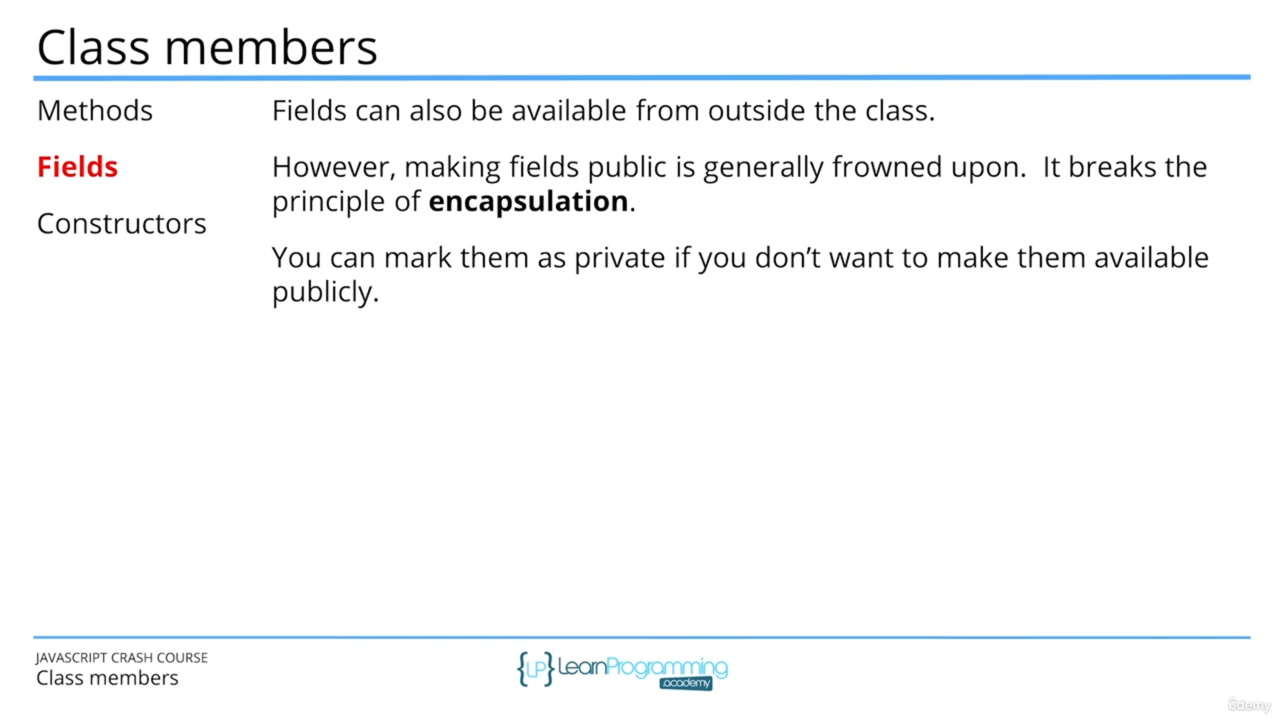 Class members
Methods
Fields
Constructors
Fields can also be available from outside the class.
However, making fields public is generally frowned upon.  It breaks the
principle of encapsulation.
You can mark them as private if you don’t want to make them available
publicly.
JAVASCRIPT CRASH COURSE
Class members
{LP} LearnProgramming
academy
ûdemy